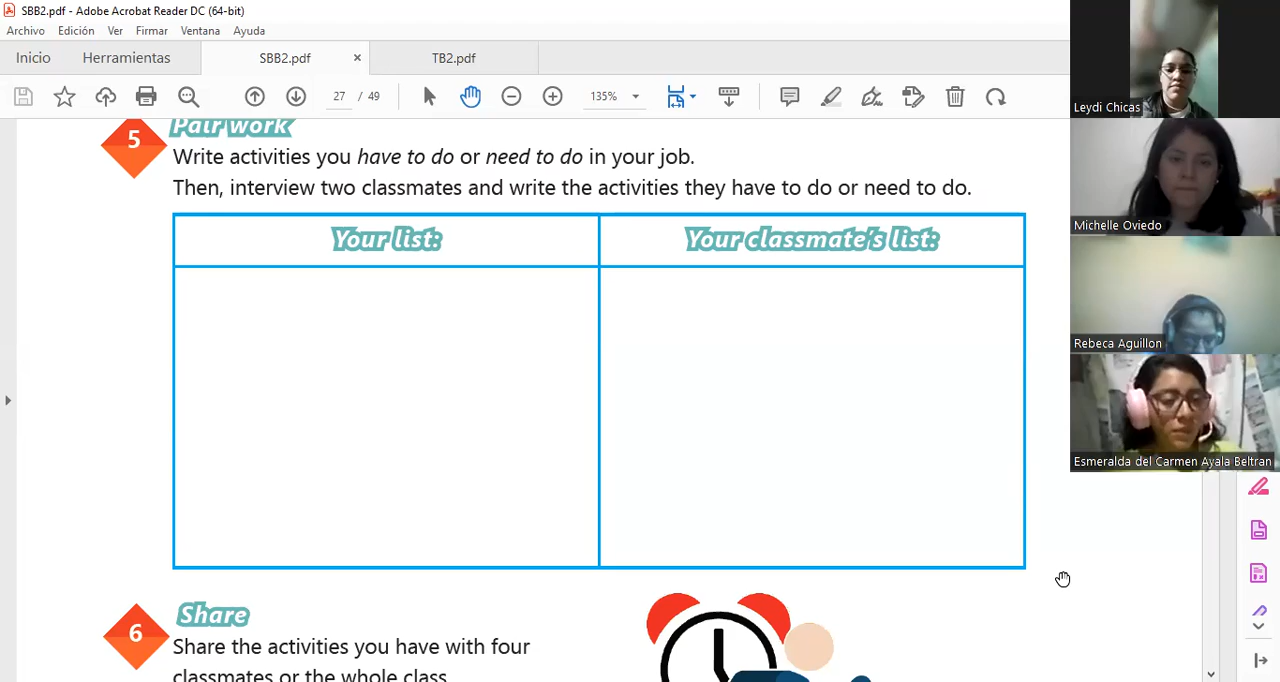 SBB2.pdf - Adobe Acrobat Reader DC (64-bit)
Archivo Edición Ver Firmar Ventana Ayuda
Inicio Herramientas SBB2.pdf × TB2.pdf
27 / 49 135%
5 Pair work
Write activities you have to do or need to do in your job.
Then, interview two classmates and write the activities they have to do or need to do.
Your list: Your classmate's list:
6 Share
Share the activities you have with four
classmates or the whole class
Leydi Chicas
Michelle Oviedo
Rebeca Aguillon
Esmeralda del Carmen Ayala Beltran